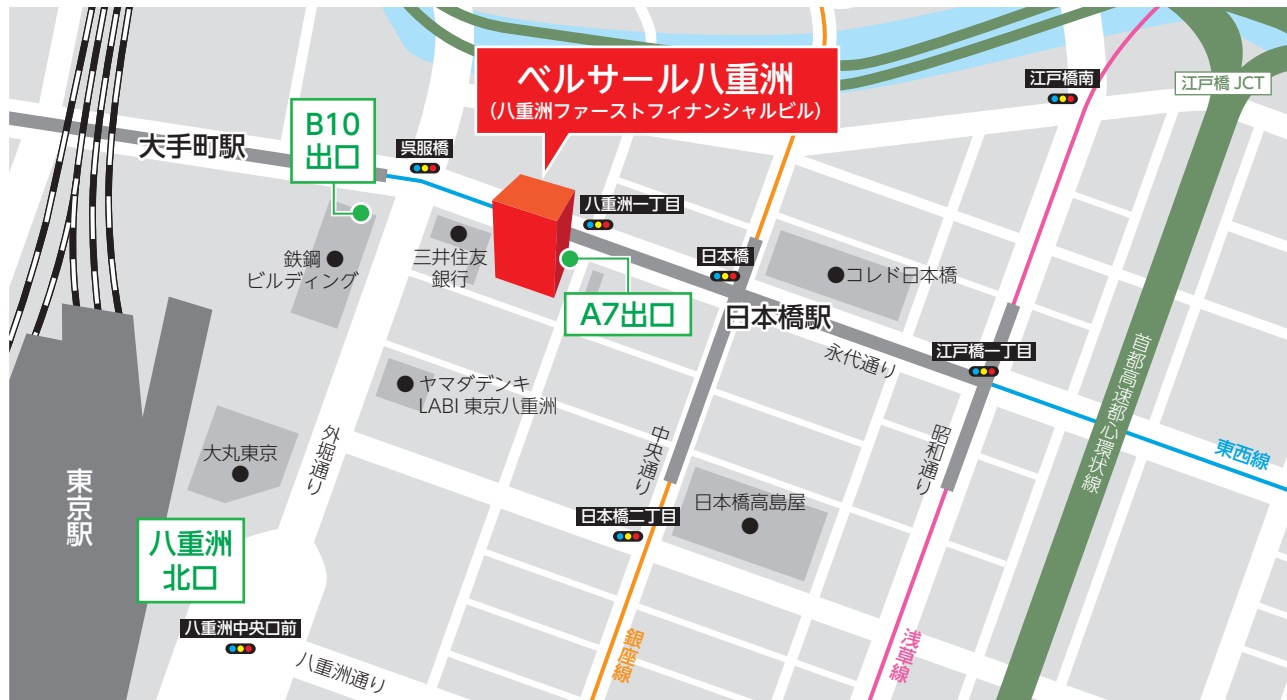 ベルサール八重洲
(八重洲ファーストフィナンシャルビル)
江戸橋南
江戸橋 JCT
B10
出口
大手町駅
呉服橋
八重洲一丁目
鉄鋼
ビルディング
三井住友
銀行
日本橋
コレド日本橋
A7出口
日本橋駅
永代通り
江戸橋一丁目
首都高速都心環状線
ヤマダデンキ
LABI 東京八重洲
外堀通り
中央通り
昭和通り
東西線
大丸東京
東京駅
日本橋高島屋
日本橋二丁目
八重洲
北口
八重洲中央口前
八重洲通り
銀座線
浅草線